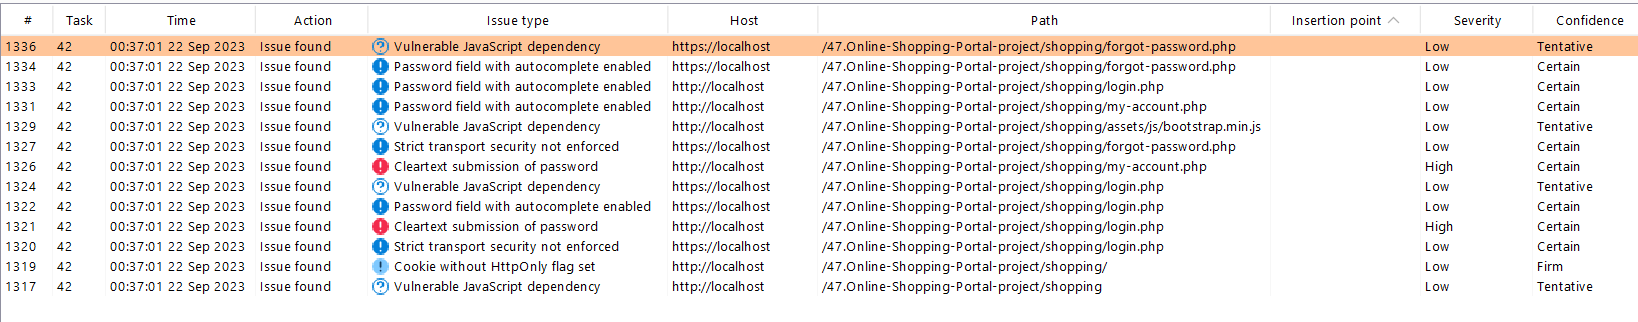 # Task Time Action Issue type Host Path Insertion point Severity Confidence
1336 42 00:37:01 22 Sep 2023 Issue found Vulnerable JavaScript dependency https://localhost /47.Online-Shopping-Portal-project/shopping/forgot-password.php Low Tentative
1334 42 00:37:01 22 Sep 2023 Issue found Password field with autocomplete enabled https://localhost /47.Online-Shopping-Portal-project/shopping/forgot-password.php Low Certain
1333 42 00:37:01 22 Sep 2023 Issue found Password field with autocomplete enabled http://localhost /47.Online-Shopping-Portal-project/shopping/login.php Low Certain
1331 42 00:37:01 22 Sep 2023 Issue found Password field with autocomplete enabled http://localhost /47.Online-Shopping-Portal-project/shopping/my-account.php Low Certain
1329 42 00:37:01 22 Sep 2023 Issue found Vulnerable JavaScript dependency http://localhost /47.Online-Shopping-Portal-project/shopping/assets/js/bootstrap.min.js Low Tentative
1327 42 00:37:01 22 Sep 2023 Issue found Strict transport security not enforced https://localhost /47.Online-Shopping-Portal-project/shopping/forgot-password.php Low Certain
1326 42 00:37:01 22 Sep 2023 Issue found Cleartext submission of password http://localhost /47.Online-Shopping-Portal-project/shopping/my-account.php High Certain
1324 42 00:37:01 22 Sep 2023 Issue found Vulnerable JavaScript dependency https://localhost /47.Online-Shopping-Portal-project/shopping/login.php Low Tentative
1322 42 00:37:01 22 Sep 2023 Issue found Password field with autocomplete enabled https://localhost /47.Online-Shopping-Portal-project/shopping/login.php Low Certain
1321 42 00:37:01 22 Sep 2023 Issue found Cleartext submission of password http://localhost /47.Online-Shopping-Portal-project/shopping/login.php High Certain
1320 42 00:37:01 22 Sep 2023 Issue found Strict transport security not enforced https://localhost /47.Online-Shopping-Portal-project/shopping/login.php Low Certain
1319 42 00:37:01 22 Sep 2023 Issue found Cookie without HttpOnly flag set http://localhost /47.Online-Shopping-Portal-project/shopping/ Low Firm
1317 42 00:37:01 22 Sep 2023 Issue found Vulnerable JavaScript dependency http://localhost /47.Online-Shopping-Portal-project/shopping Low Tentative